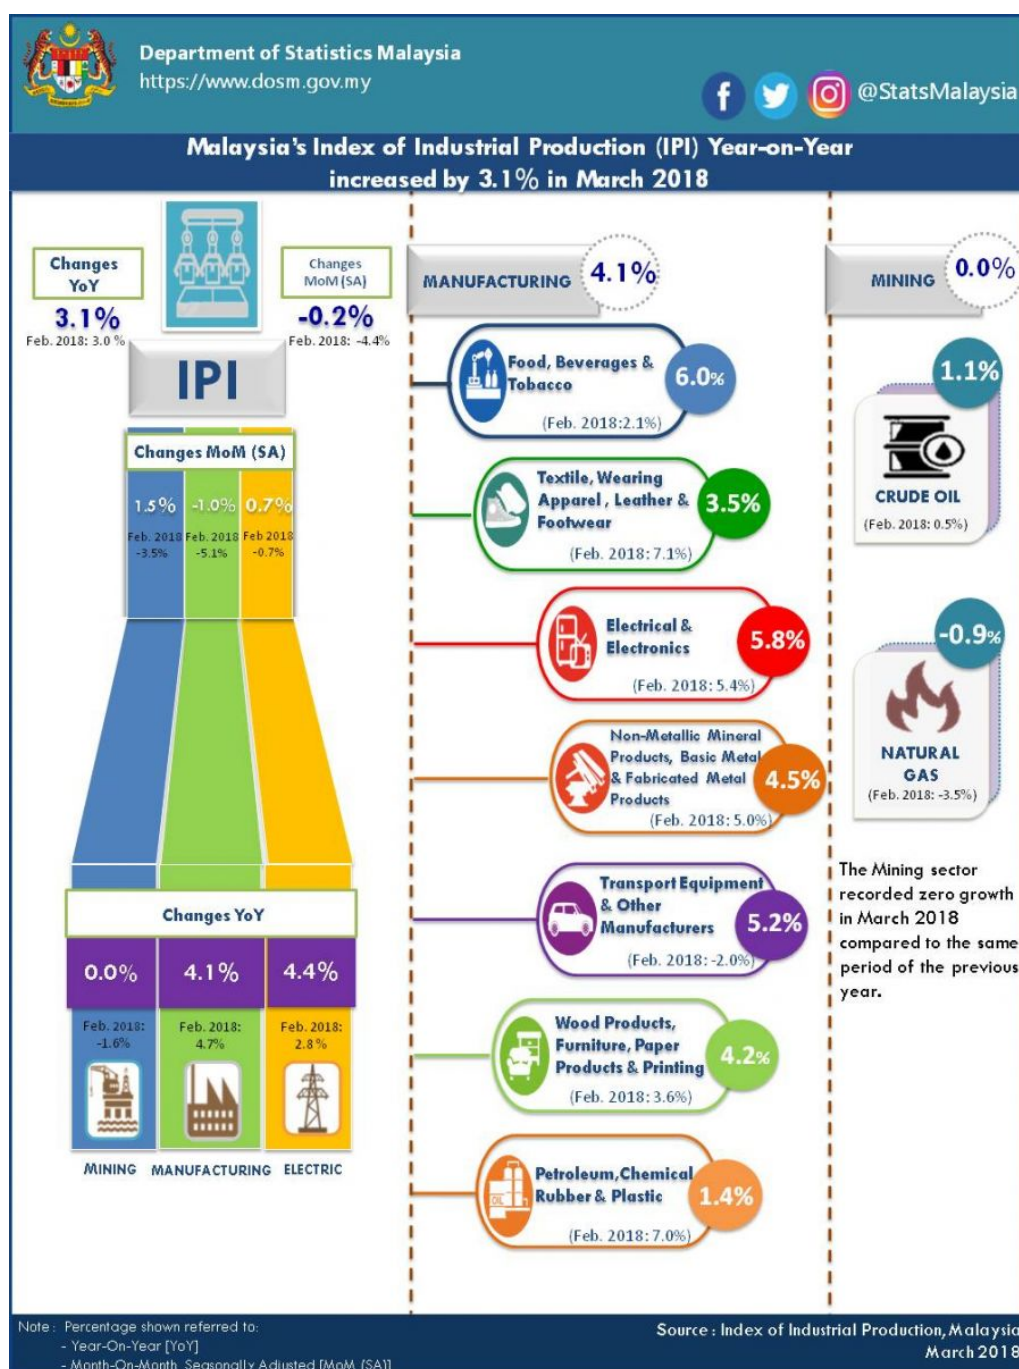 Department of Statistics Malaysia
https://www.dosm.gov.my
@StatsMalaysia
Malaysia's Index of Industrial Production (IPI) Year-on-Year
increased by 3.1% in March 2018
Changes
YoY
3.1%
Feb. 2018: 3.0 %
Changes
MoM (SA)
-0.2%
Feb. 2018: -4.4%
IPI
Changes MoM (SA)
1.5% -1.0% 0.7%
Feb. 2018 Feb. 2018 Feb 2018
-3.5% -5.1% -0.7%
Changes YoY
0.0% 4.1% 4.4%
Feb. 2018: Feb. 2018: Feb. 2018:
-1.6% 4.7% 2.8 %
MINING MANUFACTURING ELECTRIC
MANUFACTURING 4.1%
Food, Beverages &
Tobacco
6.0%
(Feb. 2018:2.1%)
Textile, Wearing
Apparel , Leather &
Footwear
3.5%
(Feb. 2018: 7.1%)
Electrical &
Electronics
5.8%
(Feb. 2018: 5.4%)
Non-Metallic Mineral
Products, Basic Metal
& Fabricated Metal
Products
4.5%
(Feb. 2018: 5.0%)
Transport Equipment
& Other
Manufacturers
5.2%
(Feb. 2018: -2.0%)
Wood Products,
Furniture, Paper
Products & Printing
4.2%
(Feb. 2018: 3.6%)
OIL
Petroleum,Chemical
Rubber & Plastic
1.4%
(Feb. 2018: 7.0%)
MINING 0.0%
1.1%
CRUDE OIL
(Feb. 2018: 0.5%)
-0.9%
NATURAL
GAS
(Feb. 2018: -3.5%)
The Mining sector
recorded zero growth
in March 2018
compared to the same
period of the previous
year.
Note : Percentage shown referred to:
- Year-On-Year [YoY]
- Month-On-Month, Seasonally Adjusted [MoM (SA)]
Source : Index of Industrial Production, Malaysia
March 2018